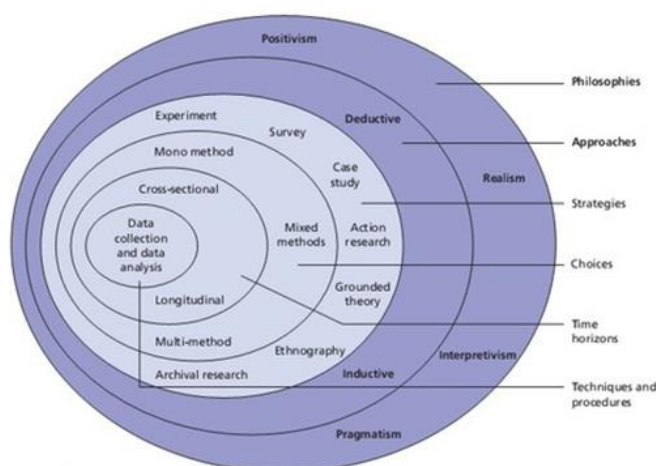 Positivism
Philosophies
Experiment
Deductive
Survey
Approaches
Mono method
Case
study
Realism
Cross-sectional
Strategies
Data
collection
and data
analysis
Mixed
methods
Action
research
Choices
Grounded
theory
Longitudinal
Time
horizons
Multi-method
Ethnography
Interpretivism
Archival research
Inductive
Techniques and
procedures
Pragmatism